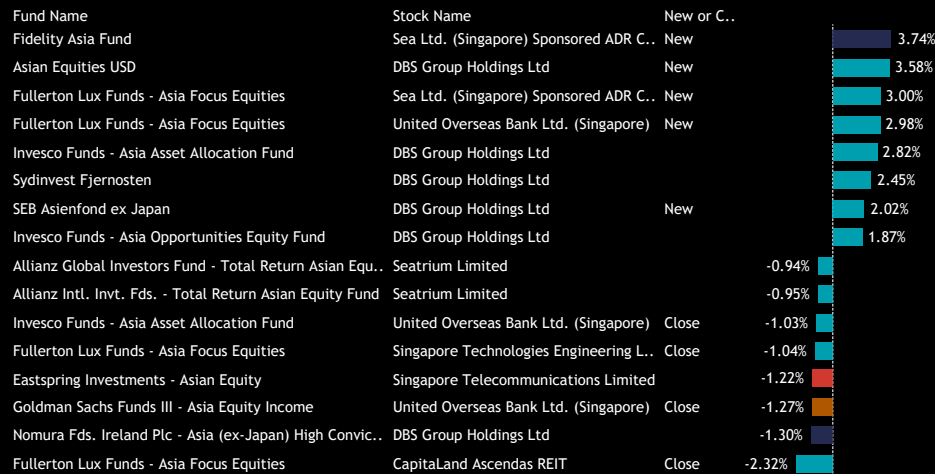 Fund Name Stock Name New or C..
Fidelity Asia Fund Sea Ltd. (Singapore) Sponsored ADR C.. New 3.74%
Asian Equities USD DBS Group Holdings Ltd New 3.58%
Fullerton Lux Funds - Asia Focus Equities Sea Ltd. (Singapore) Sponsored ADR C.. New 3.00%
Fullerton Lux Funds - Asia Focus Equities United Overseas Bank Ltd. (Singapore) New 2.98%
Invesco Funds - Asia Asset Allocation Fund DBS Group Holdings Ltd 2.82%
Sydinvest Fjernosten DBS Group Holdings Ltd 2.45%
SEB Asienfond ex Japan DBS Group Holdings Ltd New 2.02%
Invesco Funds - Asia Opportunities Equity Fund DBS Group Holdings Ltd 1.87%
Allianz Global Investors Fund - Total Return Asian Equ.. Seatrium Limited -0.94%
Allianz Intl. Invt. Fds. - Total Return Asian Equity Fund Seatrium Limited -0.95%
Invesco Funds - Asia Asset Allocation Fund United Overseas Bank Ltd. (Singapore) Close -1.03%
Fullerton Lux Funds - Asia Focus Equities Singapore Technologies Engineering L.. Close -1.04%
Eastspring Investments - Asian Equity Singapore Telecommunications Limited -1.22%
Goldman Sachs Funds III - Asia Equity Income United Overseas Bank Ltd. (Singapore) Close -1.27%
Nomura Fds. Ireland Plc - Asia (ex-Japan) High Convic.. DBS Group Holdings Ltd -1.30%
Fullerton Lux Funds - Asia Focus Equities CapitaLand Ascendas REIT Close -2.32%